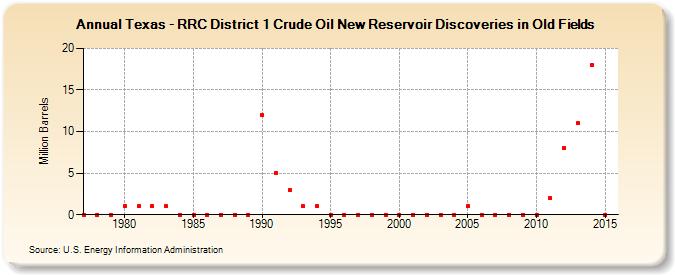 Annual Texas - RRC District 1 Crude Oil New Reservoir Discoveries in Old Fields
Million Barrels
20
15
10
5
0
1980 1985 1990 1995 2000 2005 2010 2015
Source: U.S. Energy Information Administration